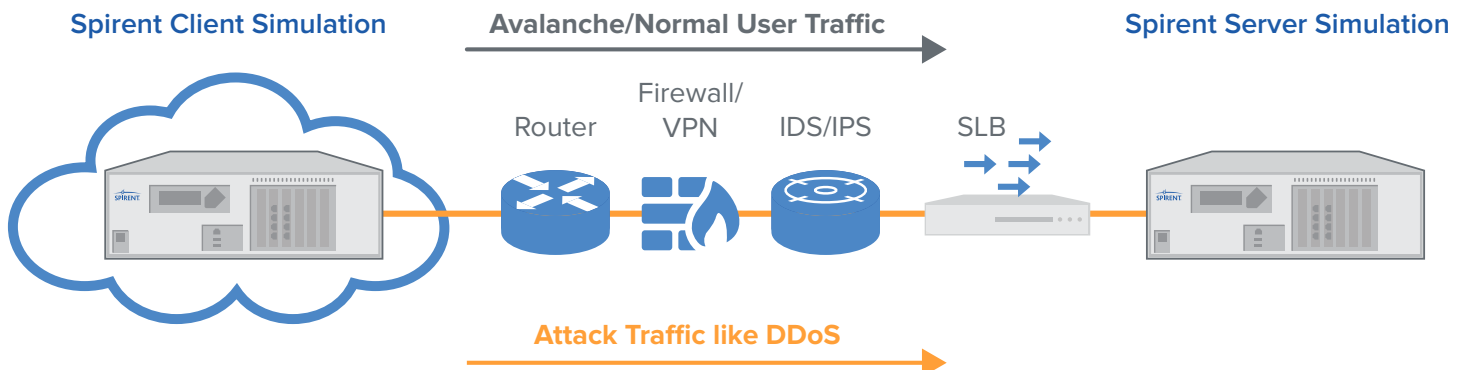 Spirent Client Simulation
Avalanche/Normal User Traffic
Spirent Server Simulation
Router
Firewall/
VPN
IDS/IPS
SLB
SPIRENT
SPIRENT
Attack Traffic like DDoS